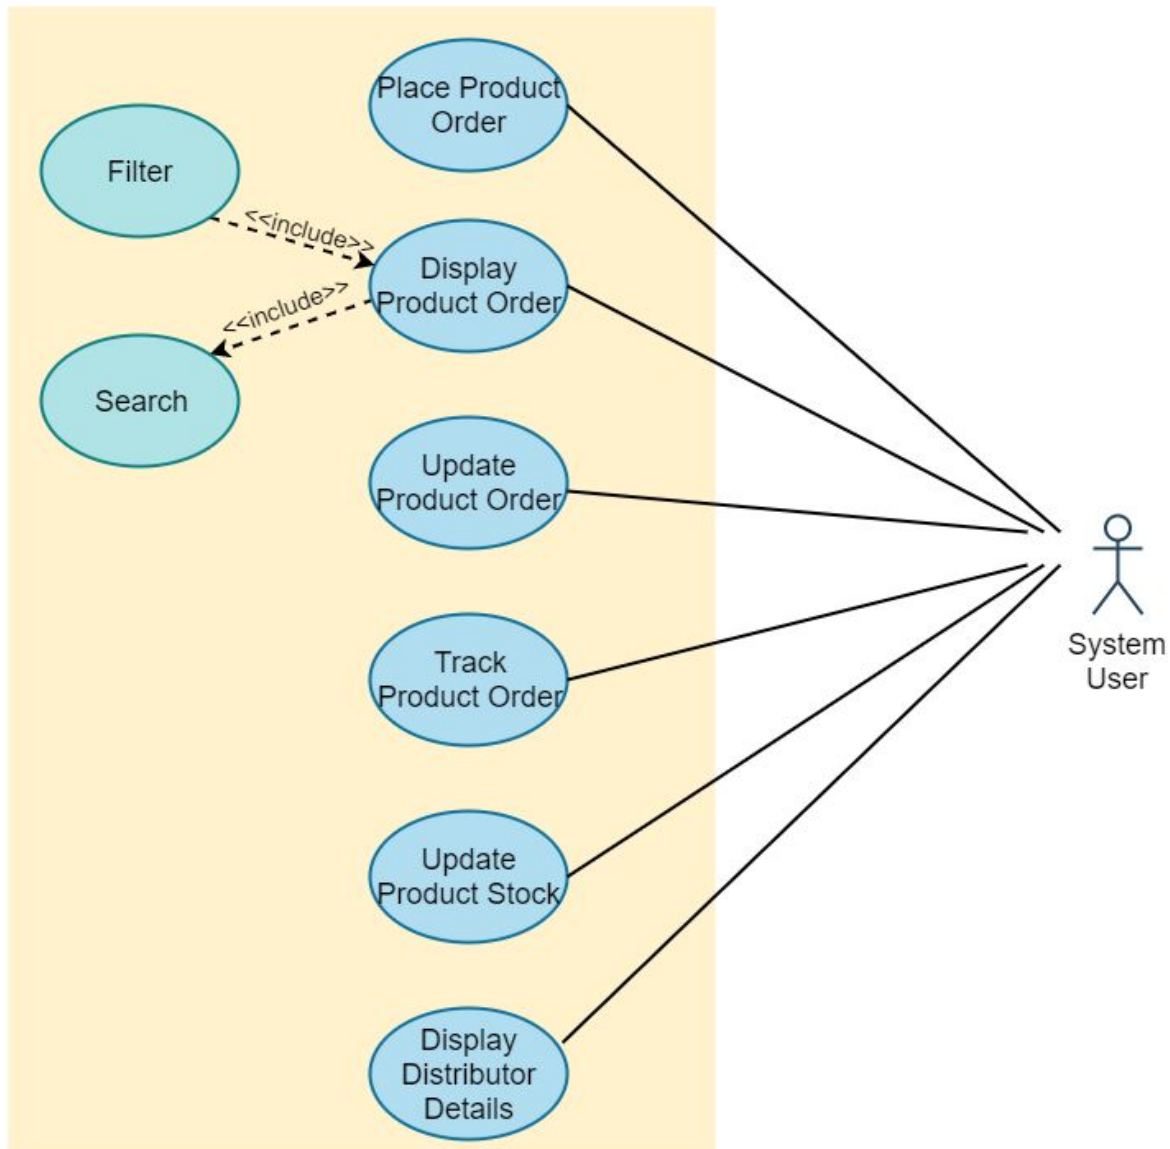 Place Product
Order
Filter
<<include>>
Display
Product Order
<<include>>
Search
Update
Product Order
Track
Product Order
System
User
Update
Product Stock
Display
Distributor
Details